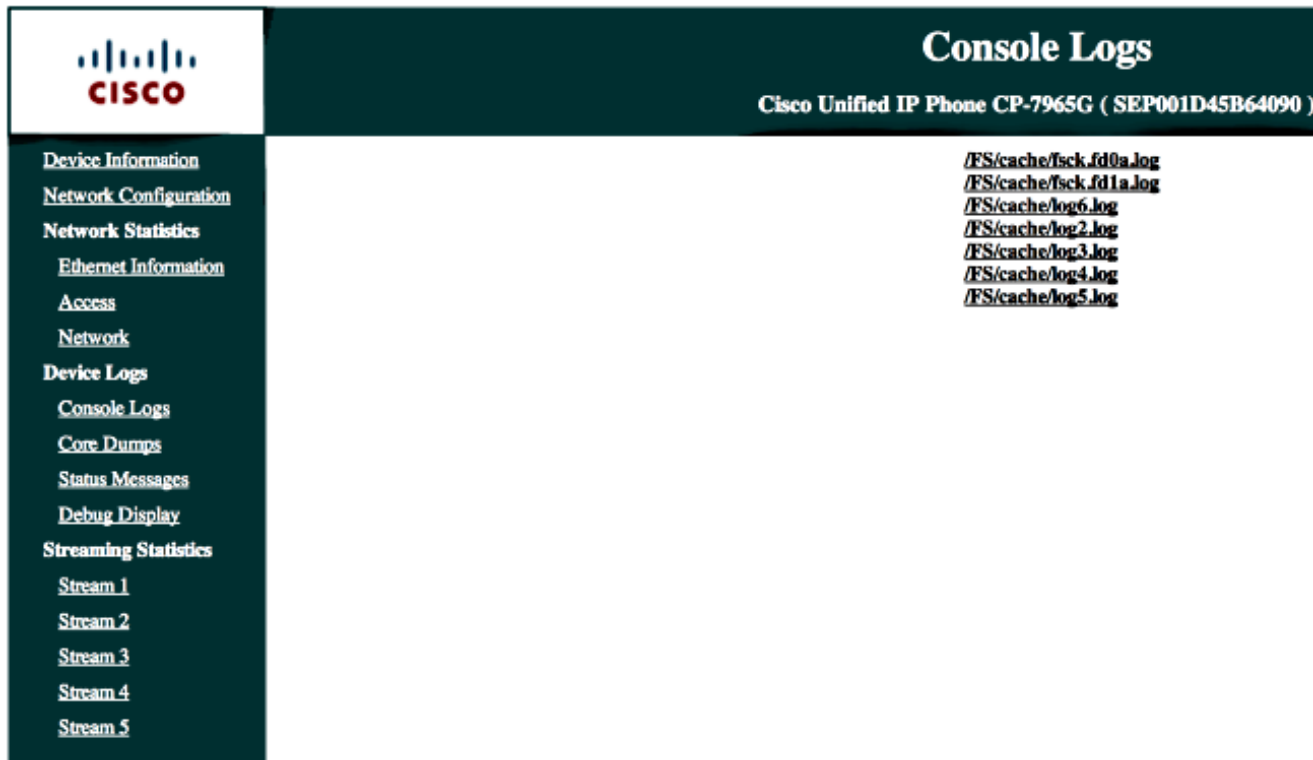 CISCO
Console Logs
Cisco Unified IP Phone CP-7965G ( SEP001D45B64090 )
Device Information
Network Configuration
Network Statistics
Ethernet Information
Access
Network
Device Logs
Console Logs
Core Dumps
Status Messages
Debug Display
Streaming Statistics
Stream 1
Stream 2
Stream 3
Stream 4
Stream 5
/FS/cache/fsck.fd0a.log
/FS/cache/fsck.fd1a.log
/FS/cache/log6.log
/FS/cache/log2.log
/FS/cache/log3.log
/FS/cache/log4.log
/FS/cache/log5.log